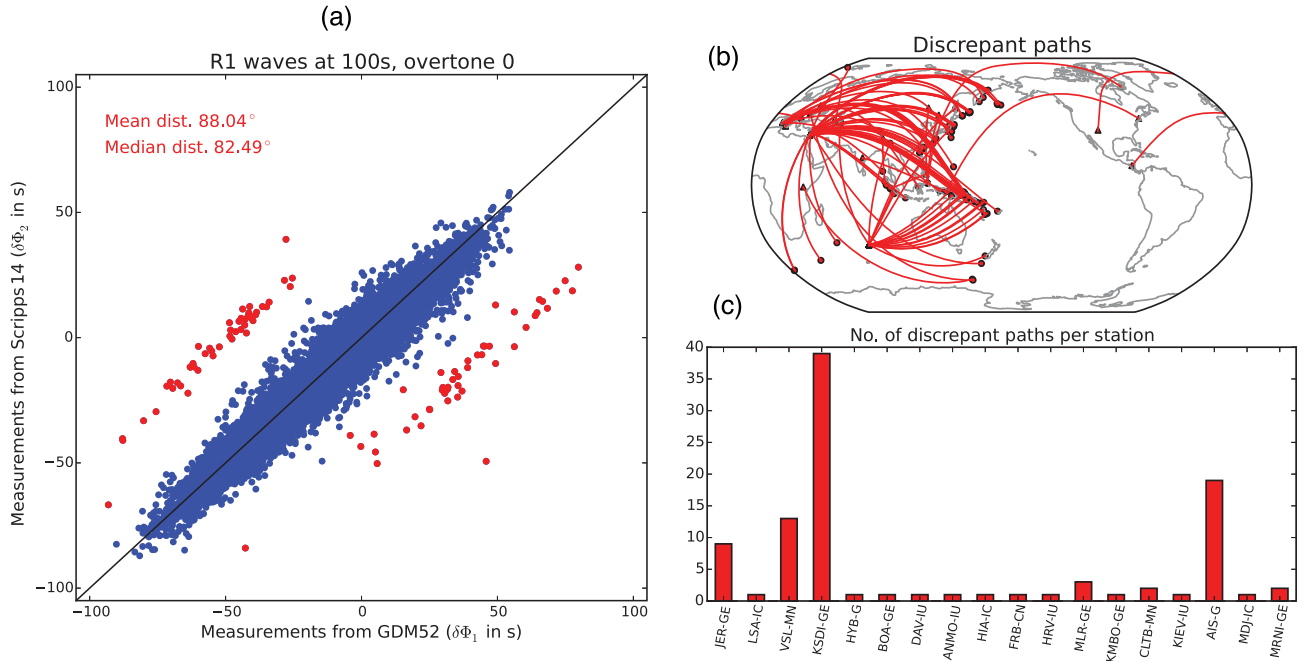 (a)
R1 waves at 100s, overtone 0
Mean dist. 88.04°
Median dist. 82.49°
Measurements from Scripps 14 (δΦ₂ in s)
100
50
0
−50
−100
−100
−50
0
50
100
Measurements from GDM52 (δΦ₁ in s)
(b)
Discrepant paths
(c)
No. of discrepant paths per station
40
35
30
25
20
15
10
5
0
JER-GE
LSA-IC
VSL-MN
KSDI-GE
HYB-G
BOA-GE
DAV-IU
ANMO-IU
HIA-IC
FRB-CN
HRV-IU
MLR-GE
KMBO-GE
CLTB-MN
KIEV-IU
AIS-G
MDJ-IC
MRNI-GE